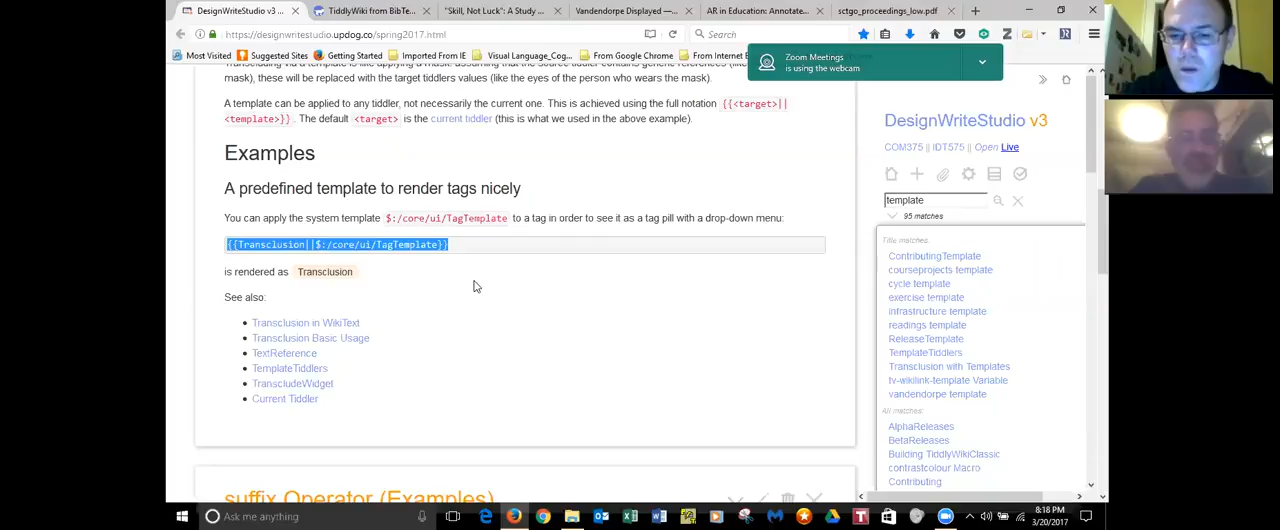 DesignWriteStudio v3 ...
TiddlyWiki from BibTe...
"Skill, Not Luck": A Study ...
Vandendorpe Displayed —...
AR in Education: Annotate...
sctgo_proceedings_low.pdf
https://designwritestudio.updog.co/spring2017.html
Search
Most Visited
Suggested Sites
Getting Started
Imported From IE
Visual Language_Cog...
From Google Chrome
From Internet E
Zoom Meetings
is using the webcam
mask), these will be replaced with the target tiddlers values (like the eyes of the person who wears the mask).
A template can be applied to any tiddler, not necessarily the current one. This is achieved using the full notation {{<target>||
<template>}} . The default <target> is the current tiddler (this is what we used in the above example).
Examples
A predefined template to render tags nicely
You can apply the system template $:/core/ui/TagTemplate to a tag in order to see it as a tag pill with a drop-down menu:
{{Transclusion||$:/core/ui/TagTemplate}}
is rendered as Transclusion
See also:
Transclusion in WikiText
Transclusion Basic Usage
TextReference
TemplateTiddlers
TranscludeWidget
Current Tiddler
suffix Operator (Examples)
DesignWriteStudio v3
COM375 || IDT575 || Open Live
template
95 matches
Title matches:
ContributingTemplate
courseprojects template
cycle template
exercise template
infrastructure template
readings template
ReleaseTemplate
TemplateTiddlers
Transclusion with Templates
tv-wikilink-template Variable
vandendorpe template
All matches:
AlphaReleases
BetaReleases
Building TiddlyWikiClassic
contrastcolour Macro
Contributing
Ask me anything
8:18 PM
3/20/2017